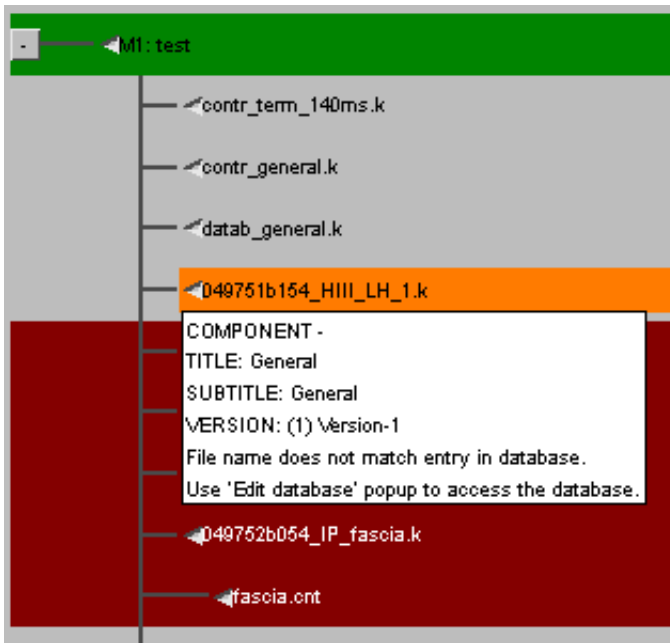 -
M1: test
contr_term_140ms.k
contr_general.k
datab_general.k
049751b154_HIII_LH_1.k
COMPONENT -
TITLE: General
SUBTITLE: General
VERSION: (1) Version-1
File name does not match entry in database.
Use 'Edit database' popup to access the database.
049752b054_IP_fascia.k
fascia.cnt